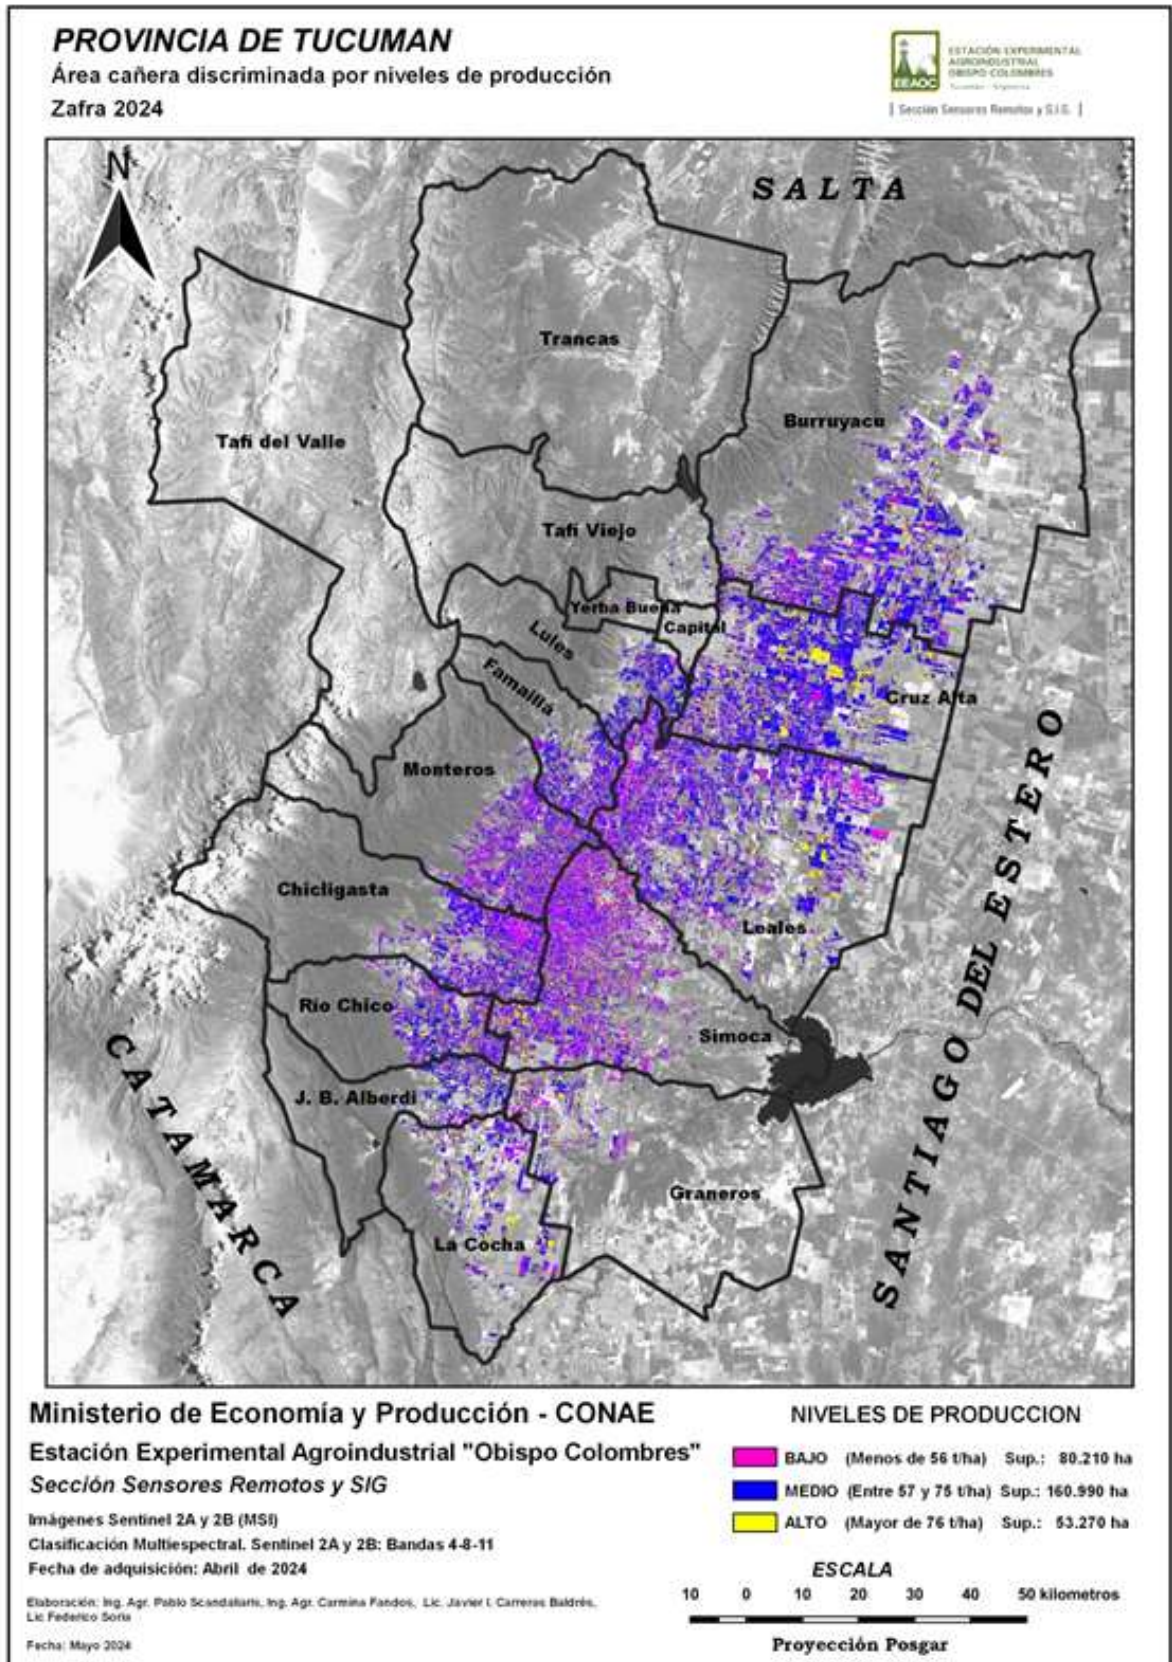 PROVINCIA DE TUCUMAN
Área cañera discriminada por niveles de producción
Zafra 2024
EEAOC
ESTACIÓN EXPERIMENTAL
AGROINDUSTRIAL
OBISPO COLOMBRES
Tucumán - Argentina
| Sección Sensores Remotos y S.I.G. |
N
SALTA
Trancas
Burruyacu
Tafi del Valle
Tafi Viejo
Yerba Buena
Capital
Lules
Famaillá
Cruz Alta
Monteros
Chicligasta
Leales
Rio Chico
Simoca
J. B. Alberdi
Graneros
La Cocha
CATAMARCA
SANTIAGO DEL ESTERO
Ministerio de Economía y Producción - CONAE
Estación Experimental Agroindustrial "Obispo Colombres"
Sección Sensores Remotos y SIG
Imágenes Sentinel 2A y 2B (MSI)
Clasificación Multiespectral. Sentinel 2A y 2B: Bandas 4-8-11
Fecha de adquisición: Abril de 2024
Elaboración: Ing. Agr. Pablo Scandaliaris, Ing. Agr. Carmina Fandos, Lic. Javier I. Carreras Baldrés,
Lic Federico Soria
Fecha: Mayo 2024
NIVELES DE PRODUCCION
BAJO (Menos de 56 t/ha) Sup.: 80.210 ha
MEDIO (Entre 57 y 75 t/ha) Sup.: 160.990 ha
ALTO (Mayor de 76 t/ha) Sup.: 53.270 ha
ESCALA
10 0 10 20 30 40 50 kilometros
Proyección Posgar